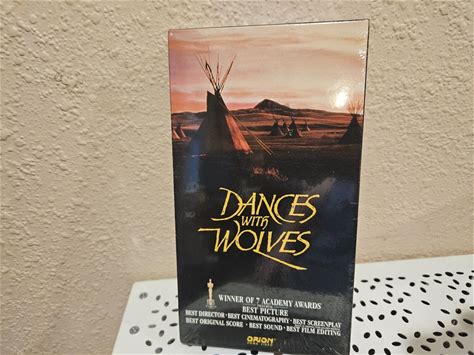 DANCES
WITH
WOLVES
WINNER OF 7 ACADEMY AWARDS
BEST PICTURE
BEST DIRECTOR · BEST CINEMATOGRAPHY · BEST SCREENPLAY
BEST ORIGINAL SCORE · BEST SOUND · BEST FILM EDITING
ORION